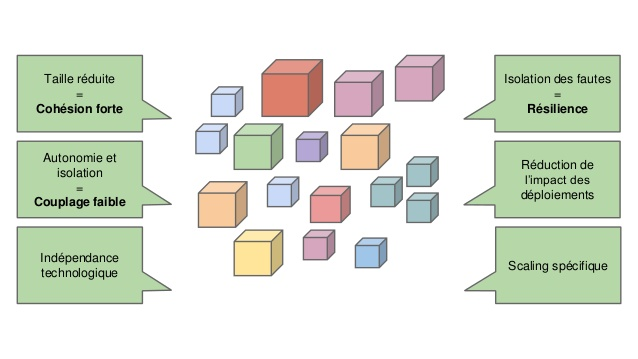 Taille réduite
=
Cohésion forte
Autonomie et
isolation
=
Couplage faible
Indépendance
technologique
Isolation des fautes
=
Résilience
Réduction de
l'impact des
déploiements
Scaling spécifique